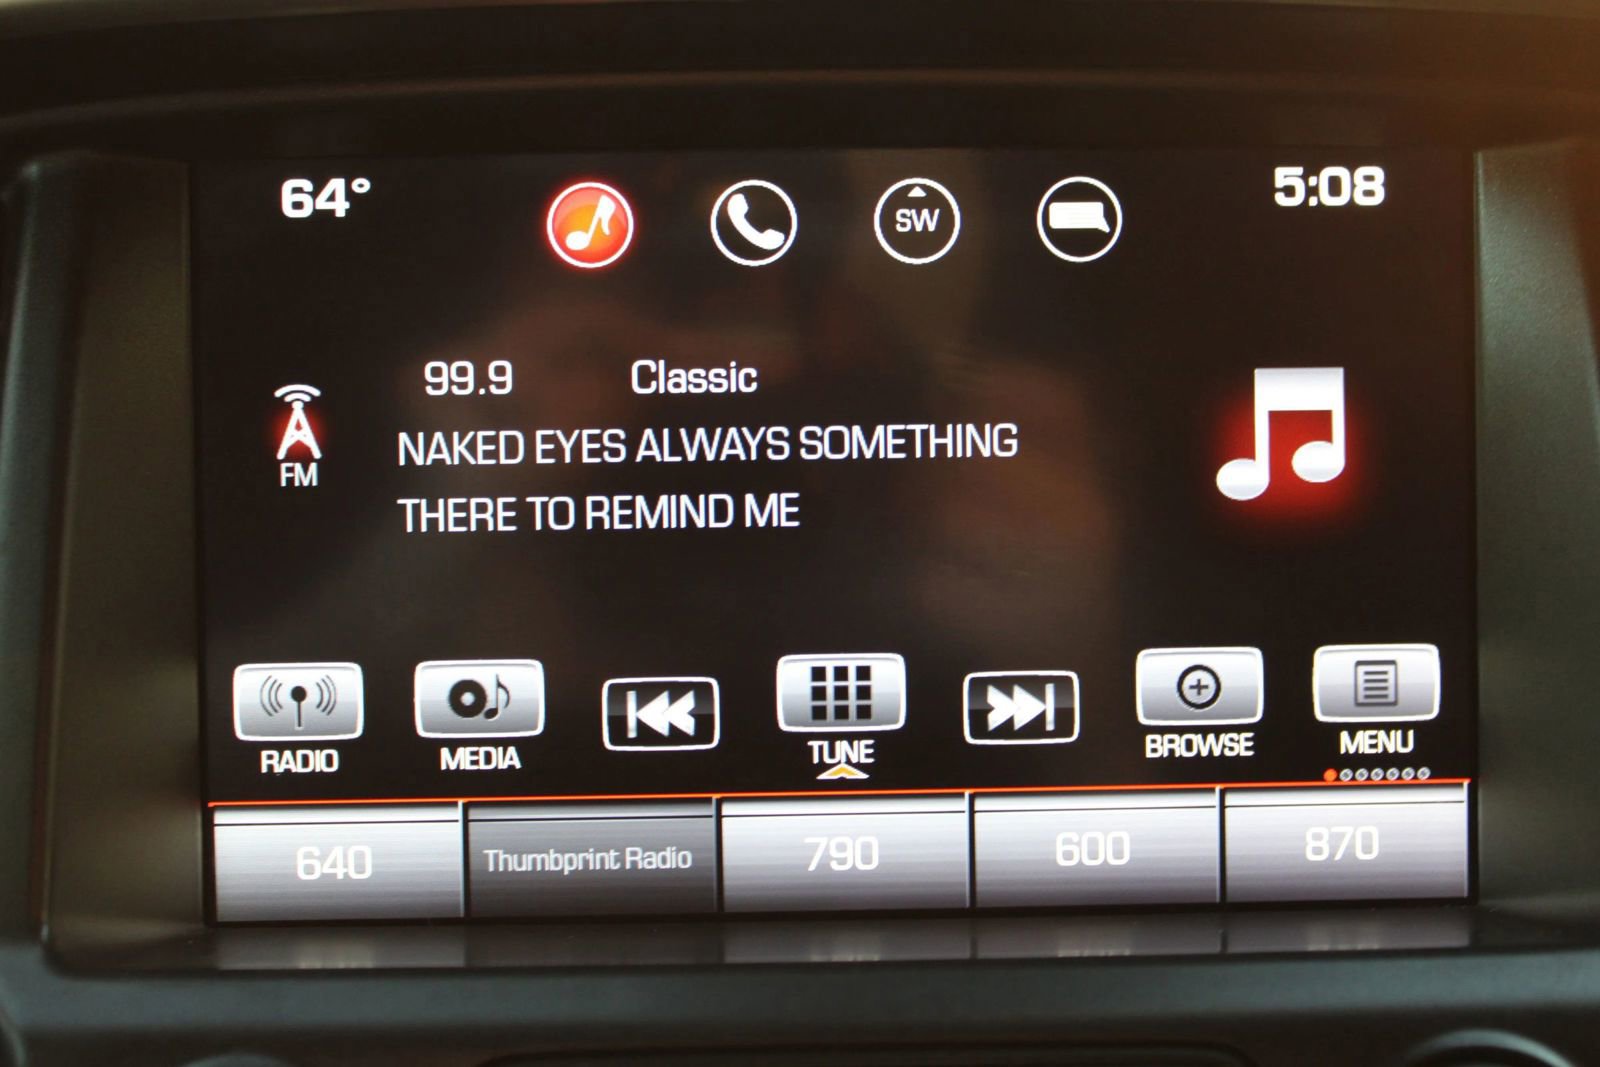 64° SW 5:08
99.9 Classic
FM
NAKED EYES ALWAYS SOMETHING
THERE TO REMIND ME
RADIO MEDIA TUNE BROWSE MENU
640 Thumbprint Radio 790 600 870